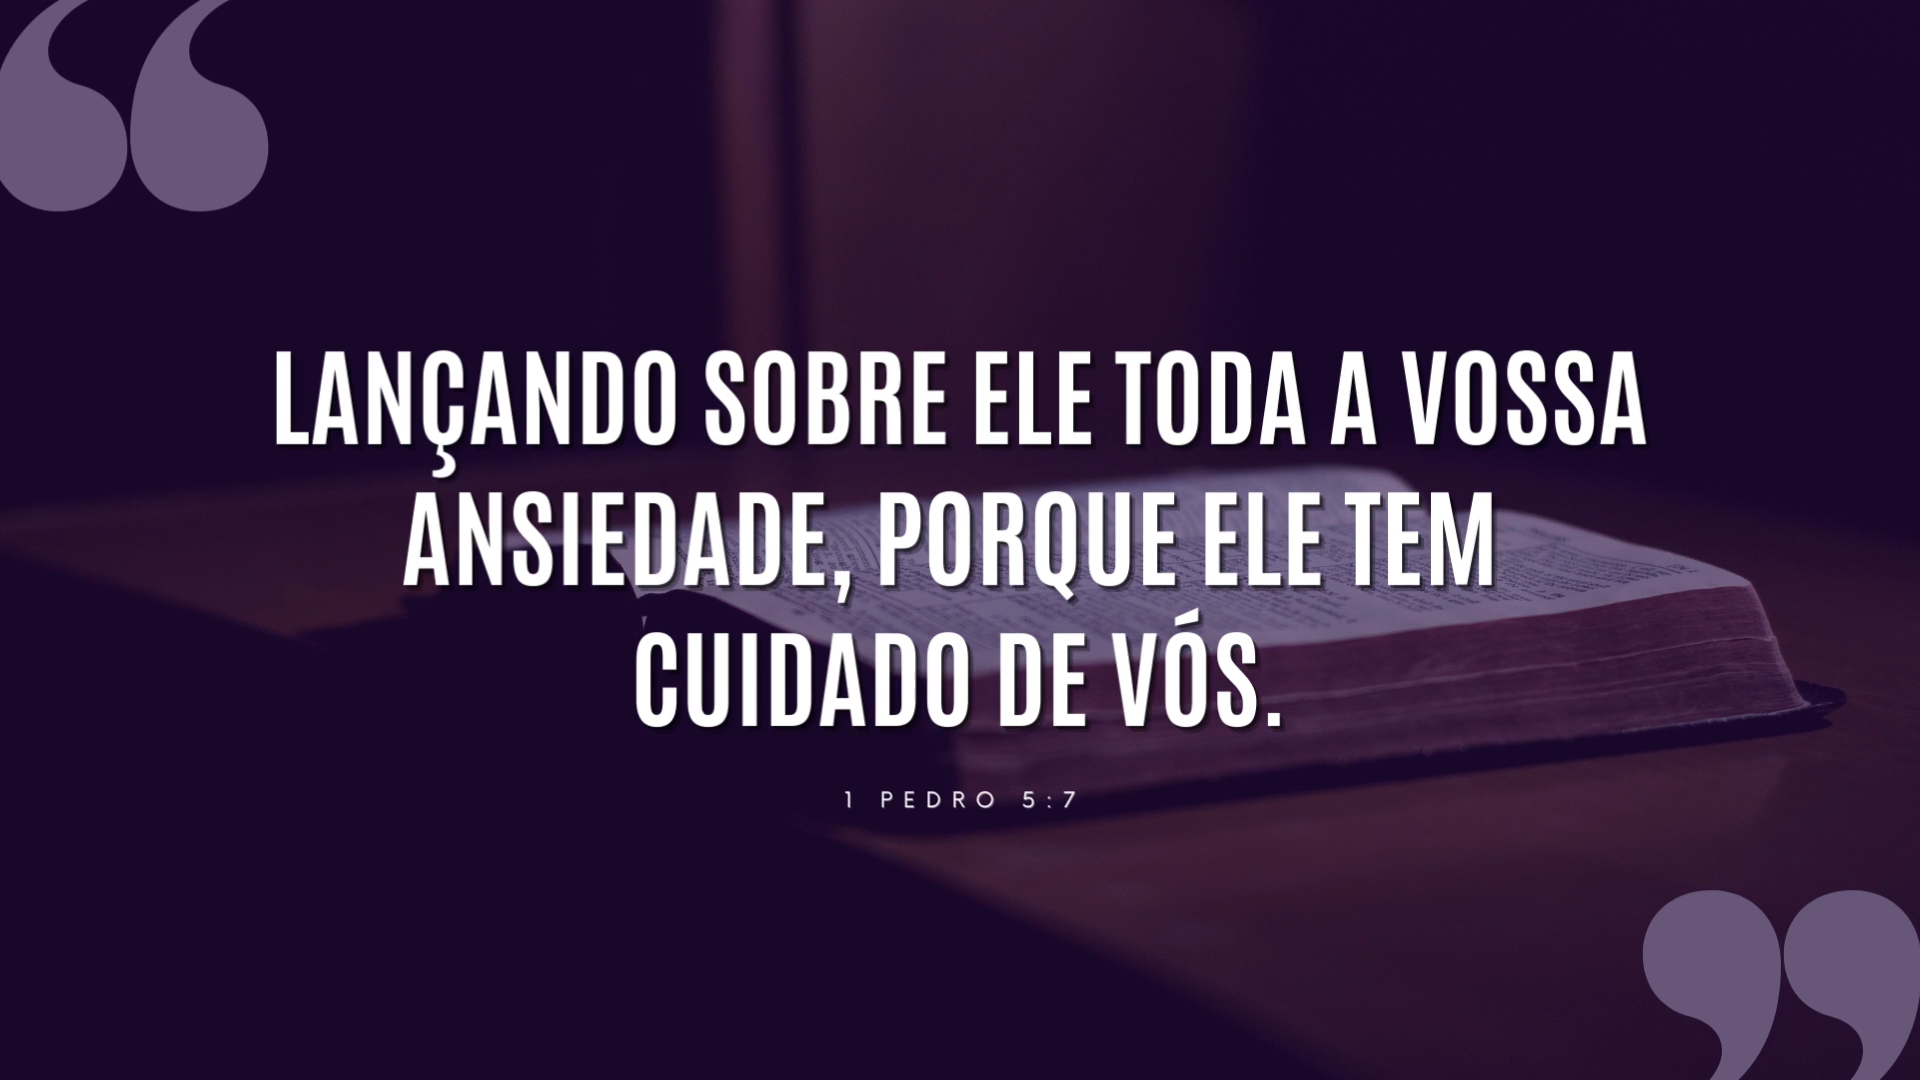 LANÇANDO SOBRE ELE TODA A VOSSA
ANSIEDADE, PORQUE ELE TEM
CUIDADO DE VÓS.
1 PEDRO 5:7